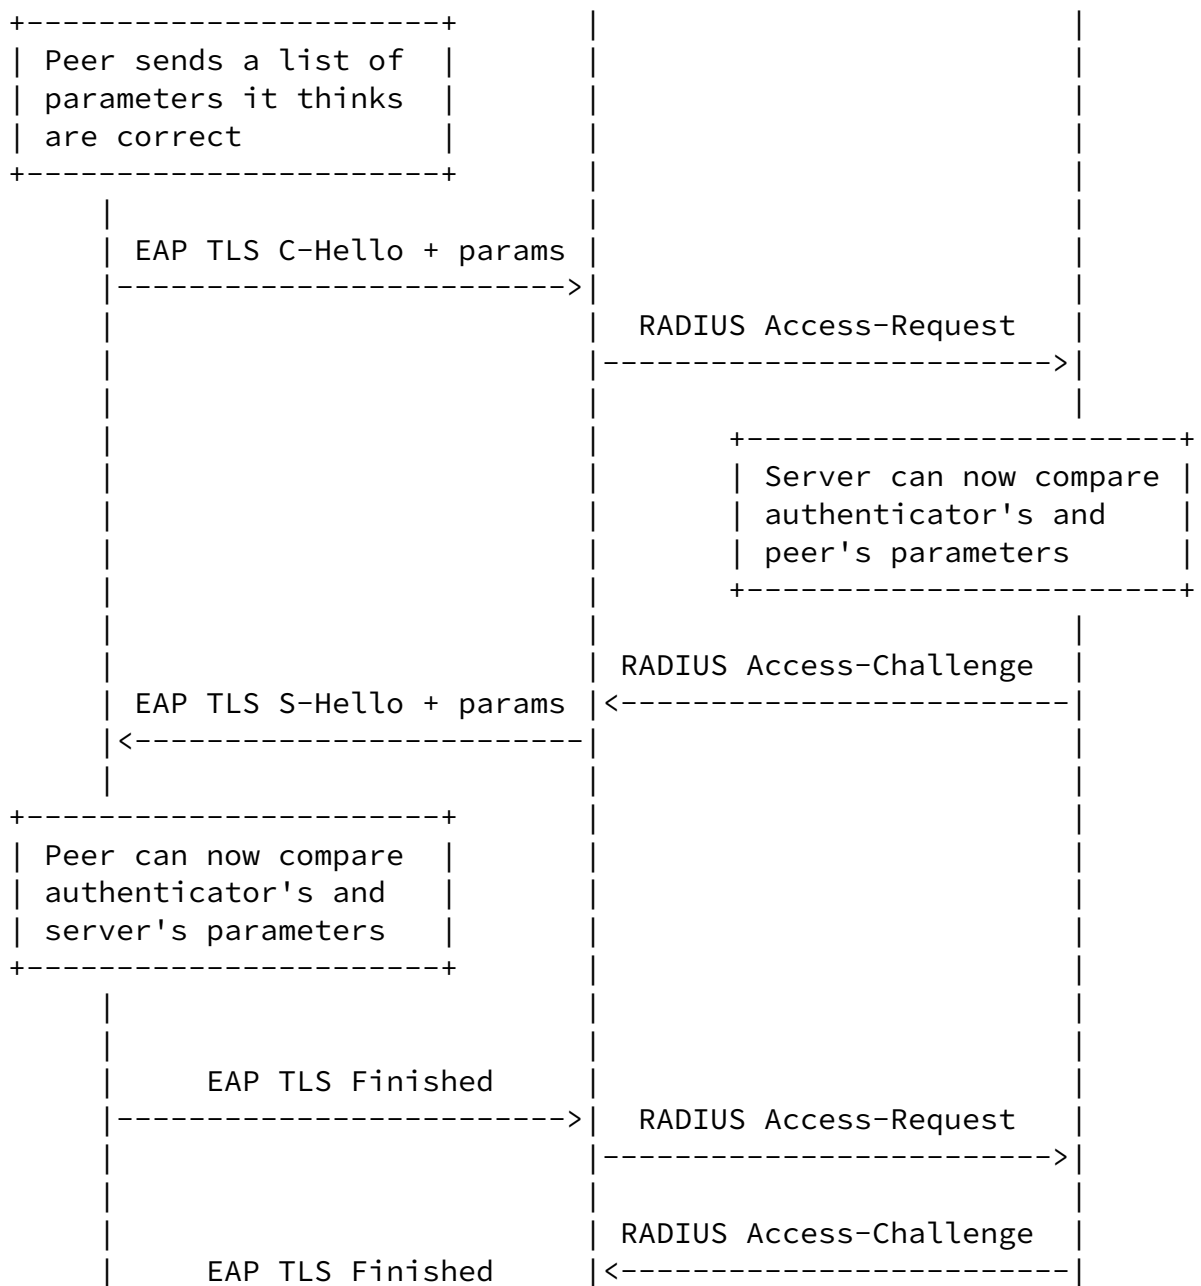 Peer sends a list of
parameters it thinks
are correct
EAP TLS C-Hello + params
RADIUS Access-Request
Server can now compare
authenticator's and
peer's parameters
RADIUS Access-Challenge
EAP TLS S-Hello + params
Peer can now compare
authenticator's and
server's parameters
EAP TLS Finished
RADIUS Access-Request
RADIUS Access-Challenge
EAP TLS Finished